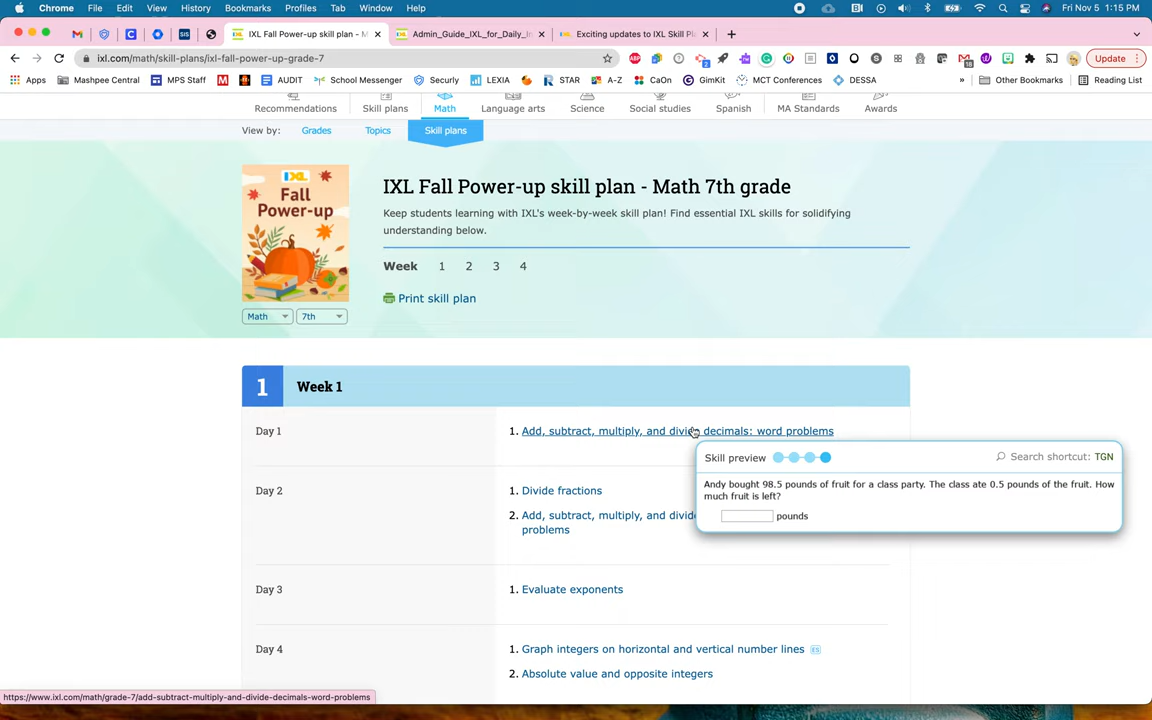 Chrome File Edit View History Bookmarks Profiles Tab Window Help Fri Nov 5 1:15 PM
IXL Fall Power-up skill plan - M Admin_Guide_IXL_for_Daily_In Exciting updates to IXL Skill Pl
ixl.com/math/skill-plans/ixl-fall-power-up-grade-7 Update
Apps Mashpee Central MPS Staff AUDIT School Messenger Securly LEXIA STAR A-Z CaOn GimKit MCT Conferences DESSA » Other Bookmarks Reading List
Recommendations Skill plans Math Language arts Science Social studies Spanish MA Standards Awards
View by: Grades Topics Skill plans
IXL
Fall
Power-up
IXL Fall Power-up skill plan - Math 7th grade
Keep students learning with IXL's week-by-week skill plan! Find essential IXL skills for solidifying
understanding below.
Week 1 2 3 4
Print skill plan
Math 7th
1 Week 1
Day 1 1. Add, subtract, multiply, and divide decimals: word problems
Skill preview Search shortcut: TGN
Andy bought 98.5 pounds of fruit for a class party. The class ate 0.5 pounds of the fruit. How
much fruit is left?
pounds
Day 2 1. Divide fractions
2. Add, subtract, multiply, and divid
problems
Day 3 1. Evaluate exponents
Day 4 1. Graph integers on horizontal and vertical number lines ES
2. Absolute value and opposite integers
https://www.ixl.com/math/grade-7/add-subtract-multiply-and-divide-decimals-word-problems